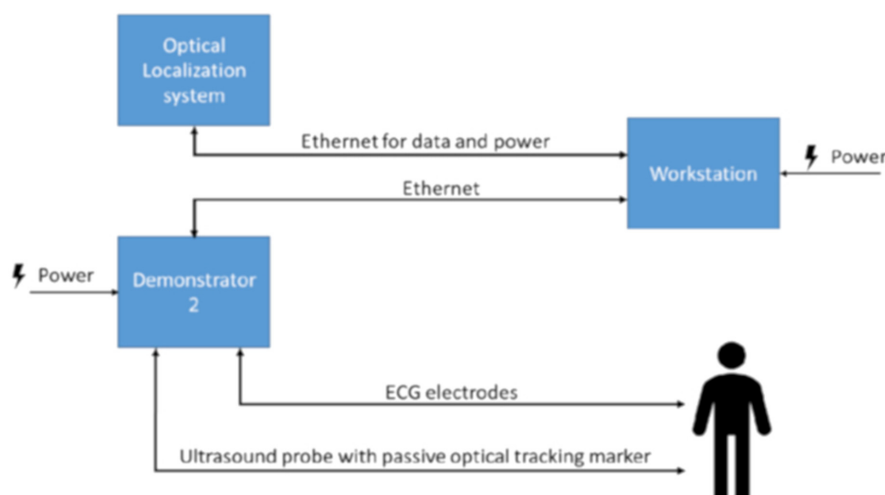 Optical
Localization
system
Ethernet for data and power
Workstation
Power
Ethernet
Power
Demonstrator
2
ECG electrodes
Ultrasound probe with passive optical tracking marker